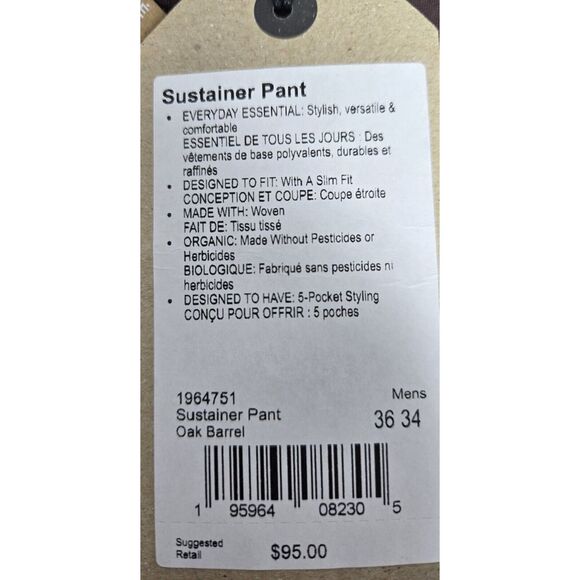 Sustainer Pant
• EVERYDAY ESSENTIAL: Stylish, versatile &
comfortable
ESSENTIEL DE TOUS LES JOURS : Des
vêtements de base polyvalents, durables et
raffinés
• DESIGNED TO FIT: With A Slim Fit
CONCEPTION ET COUPE: Coupe étroite
• MADE WITH: Woven
FAIT DE: Tissu tissé
• ORGANIC: Made Without Pesticides or
Herbicides
BIOLOGIQUE: Fabriqué sans pesticides ni
herbicides
• DESIGNED TO HAVE: 5-Pocket Styling
CONÇU POUR OFFRIR : 5 poches
1964751 Mens
Sustainer Pant 36 34
Oak Barrel
1 95964 08230 5
Suggested
Retail $95.00